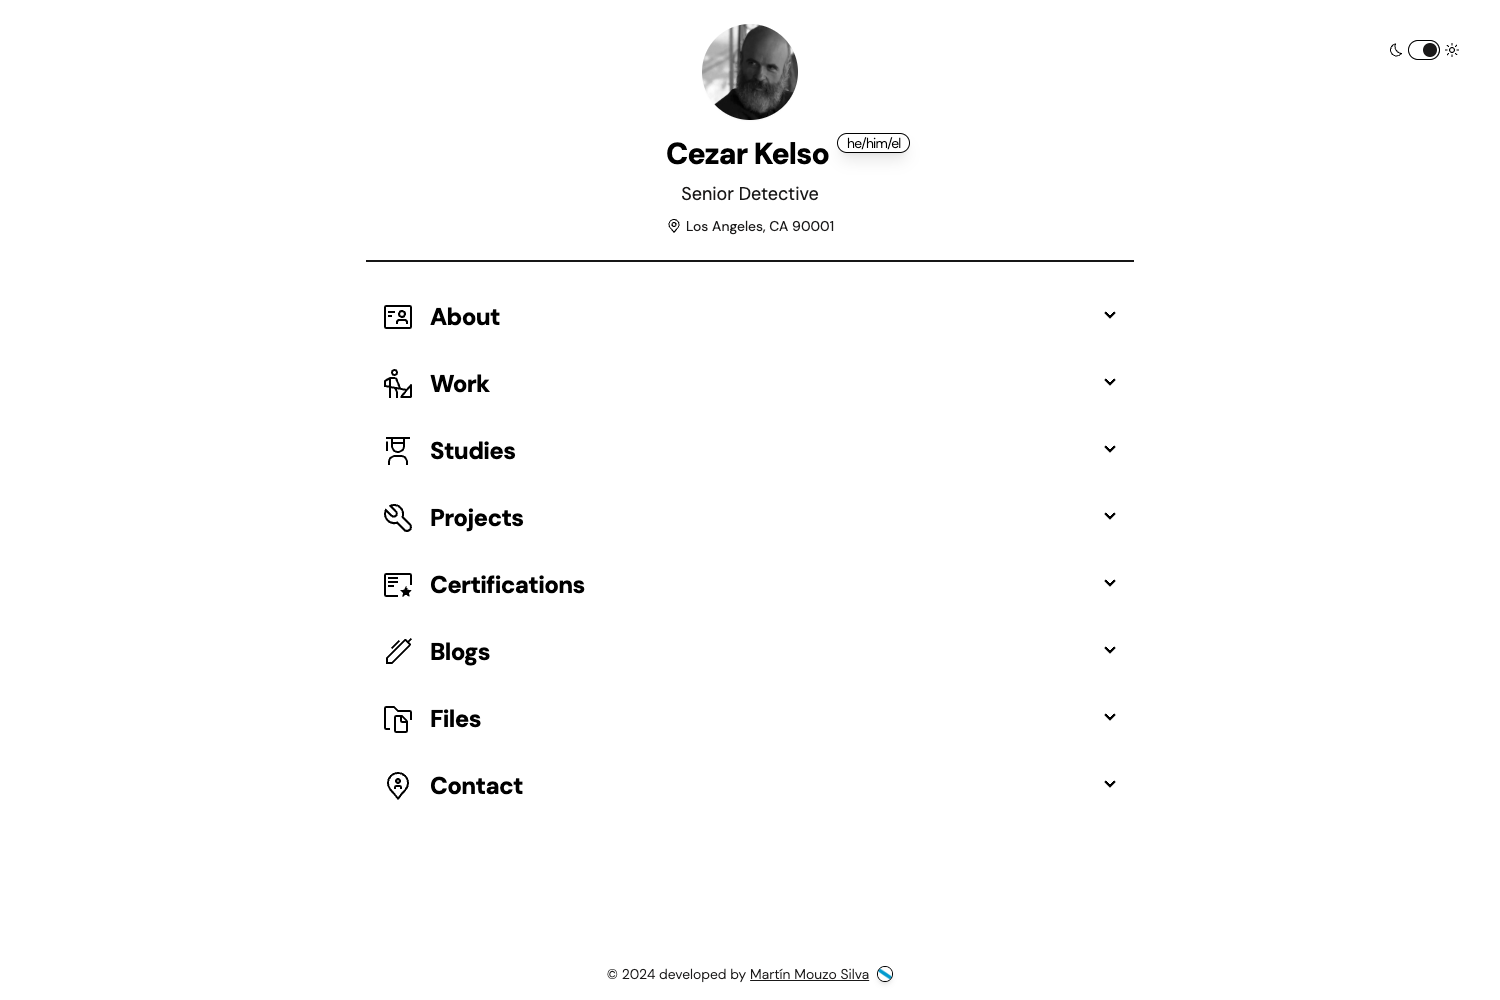 Cezar Kelso he/him/el
Senior Detective
Los Angeles, CA 90001
About
Work
Studies
Projects
Certifications
Blogs
Files
Contact
© 2024 developed by Martín Mouzo Silva